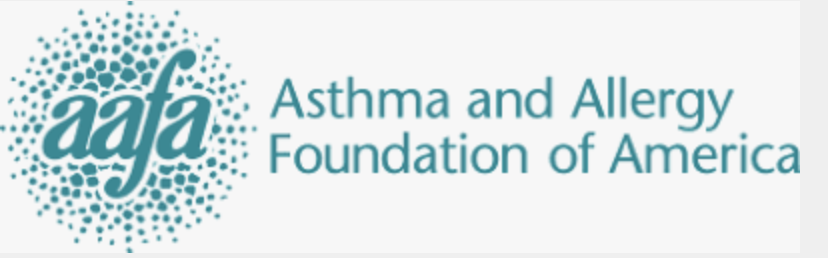 aafa
Asthma and Allergy
Foundation of America